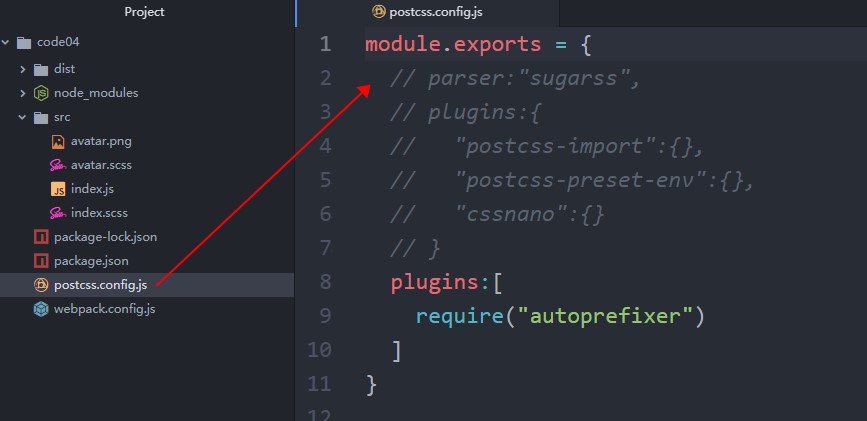 Project
code04
dist
node_modules
src
avatar.png
avatar.scss
index.js
index.scss
package-lock.json
package.json
postcss.config.js
webpack.config.js
postcss.config.js
1 module.exports = {
2   // parser:"sugarss",
3   // plugins:{
4   //   "postcss-import":{},
5   //   "postcss-preset-env":{},
6   //   "cssnano":{}
7   // }
8   plugins:[
9     require("autoprefixer")
10   ]
11 }
12